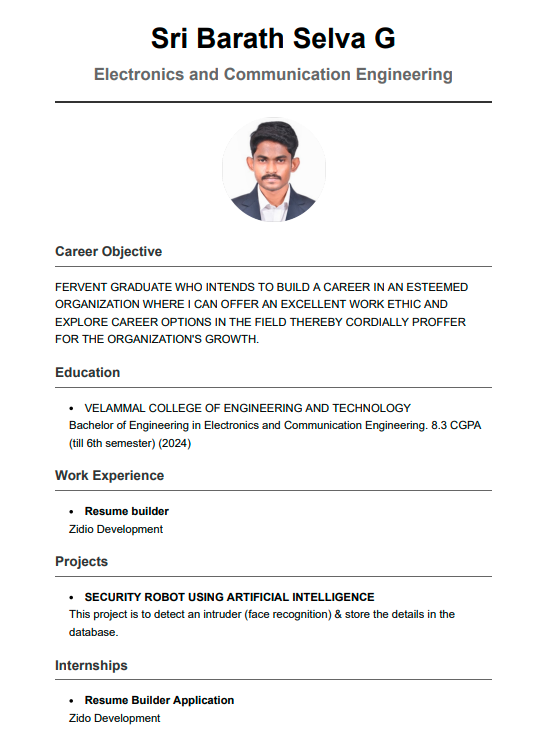 Sri Barath Selva G
Electronics and Communication Engineering
Career Objective
FERVENT GRADUATE WHO INTENDS TO BUILD A CAREER IN AN ESTEEMED
ORGANIZATION WHERE I CAN OFFER AN EXCELLENT WORK ETHIC AND
EXPLORE CAREER OPTIONS IN THE FIELD THEREBY CORDIALLY PROFFER
FOR THE ORGANIZATION'S GROWTH.
Education
• VELAMMAL COLLEGE OF ENGINEERING AND TECHNOLOGY
Bachelor of Engineering in Electronics and Communication Engineering. 8.3 CGPA
(till 6th semester) (2024)
Work Experience
• Resume builder
Zidio Development
Projects
• SECURITY ROBOT USING ARTIFICIAL INTELLIGENCE
This project is to detect an intruder (face recognition) & store the details in the
database.
Internships
• Resume Builder Application
Zido Development